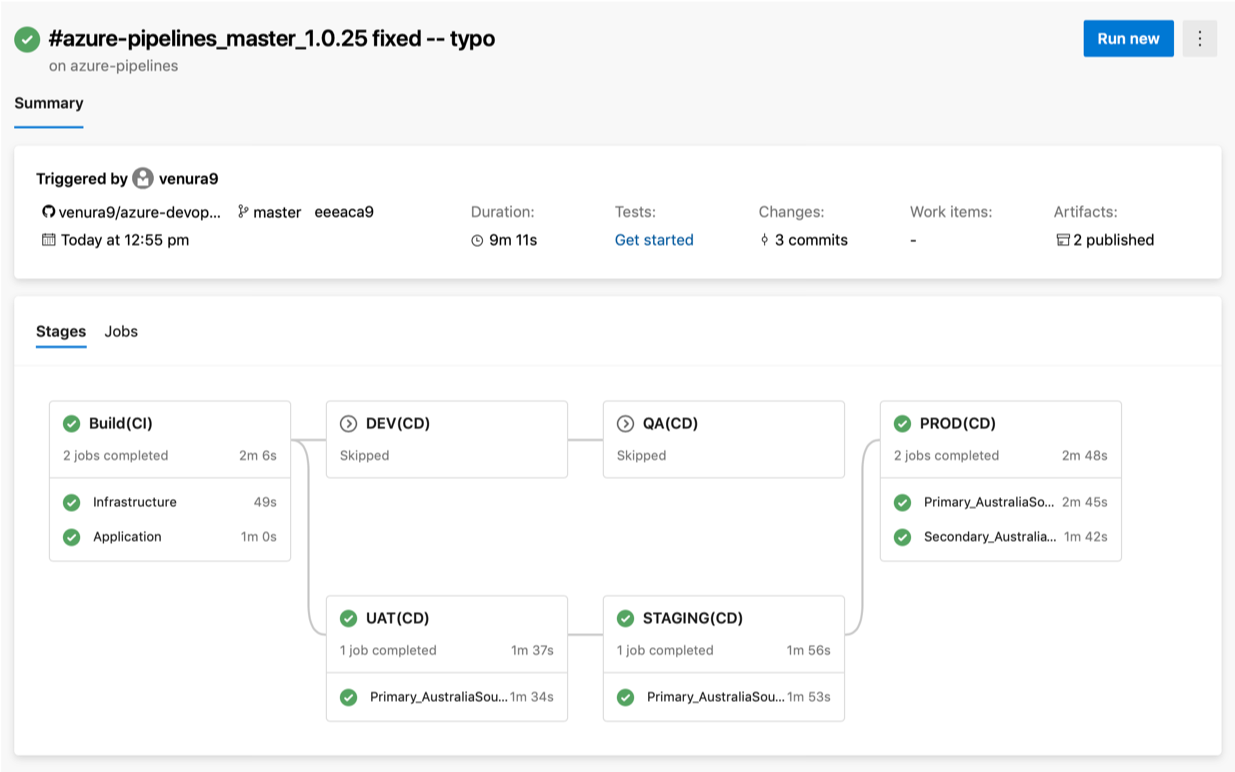 #azure-pipelines_master_1.0.25 fixed -- typo
on azure-pipelines
Run new
Summary
Triggered by venura9
venura9/azure-devop... master eeeaca9
Today at 12:55 pm
Duration:
9m 11s
Tests:
Get started
Changes:
3 commits
Work items:
-
Artifacts:
2 published
Stages Jobs
Build(CI)
2 jobs completed 2m 6s
Infrastructure 49s
Application 1m 0s
DEV(CD)
Skipped
QA(CD)
Skipped
PROD(CD)
2 jobs completed 2m 48s
Primary_AustraliaSo... 2m 45s
Secondary_Australia... 1m 42s
UAT(CD)
1 job completed 1m 37s
Primary_AustraliaSou... 1m 34s
STAGING(CD)
1 job completed 1m 56s
Primary_AustraliaSou... 1m 53s